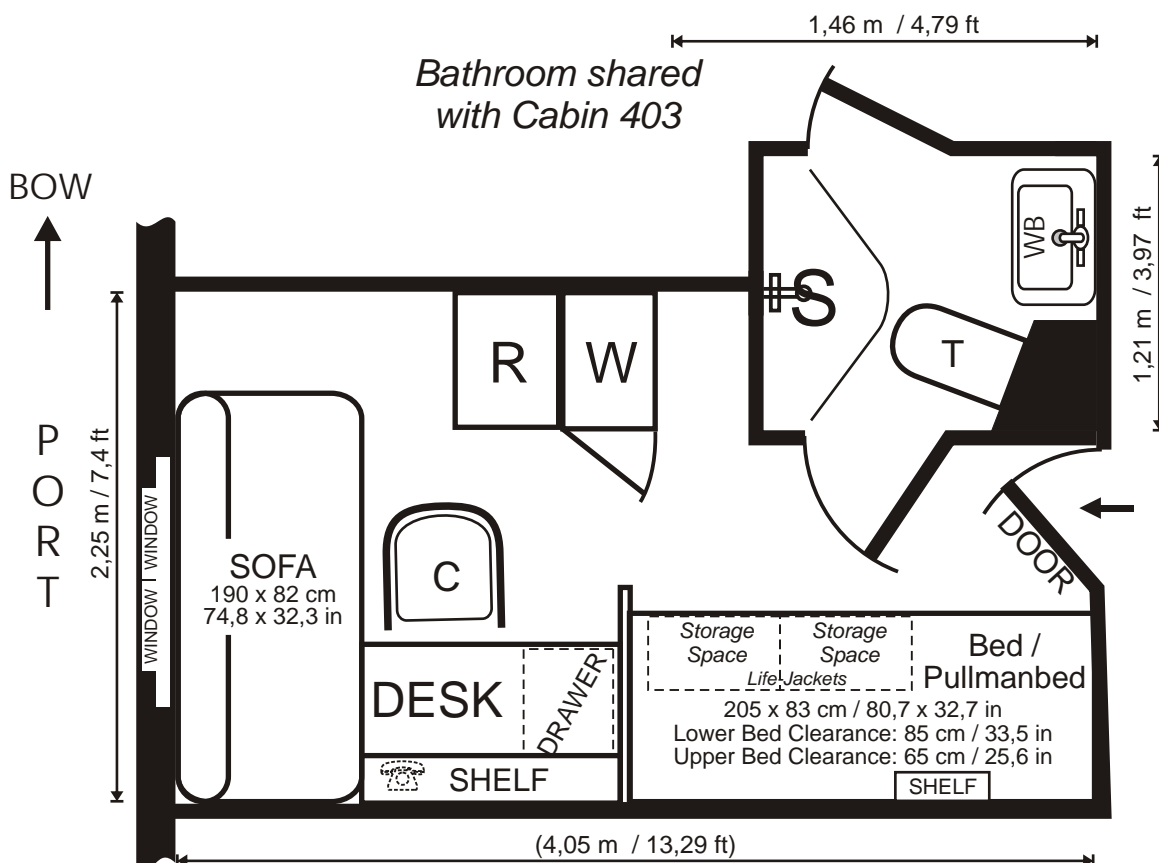 1,46 m / 4,79 ft
Bathroom shared
with Cabin 403
BOW
PORT
2,25 m / 7,4 ft
WINDOW
WINDOW
SOFA
190 x 82 cm
74,8 x 32,3 in
R
W
C
S
T
WB
1,21 m / 3,97 ft
DOOR
DESK
DRAWER
SHELF
Storage
Space
Storage
Space
Life-Jackets
Bed /
Pullmanbed
205 x 83 cm / 80,7 x 32,7 in
Lower Bed Clearance: 85 cm / 33,5 in
Upper Bed Clearance: 65 cm / 25,6 in
SHELF
(4,05 m / 13,29 ft)